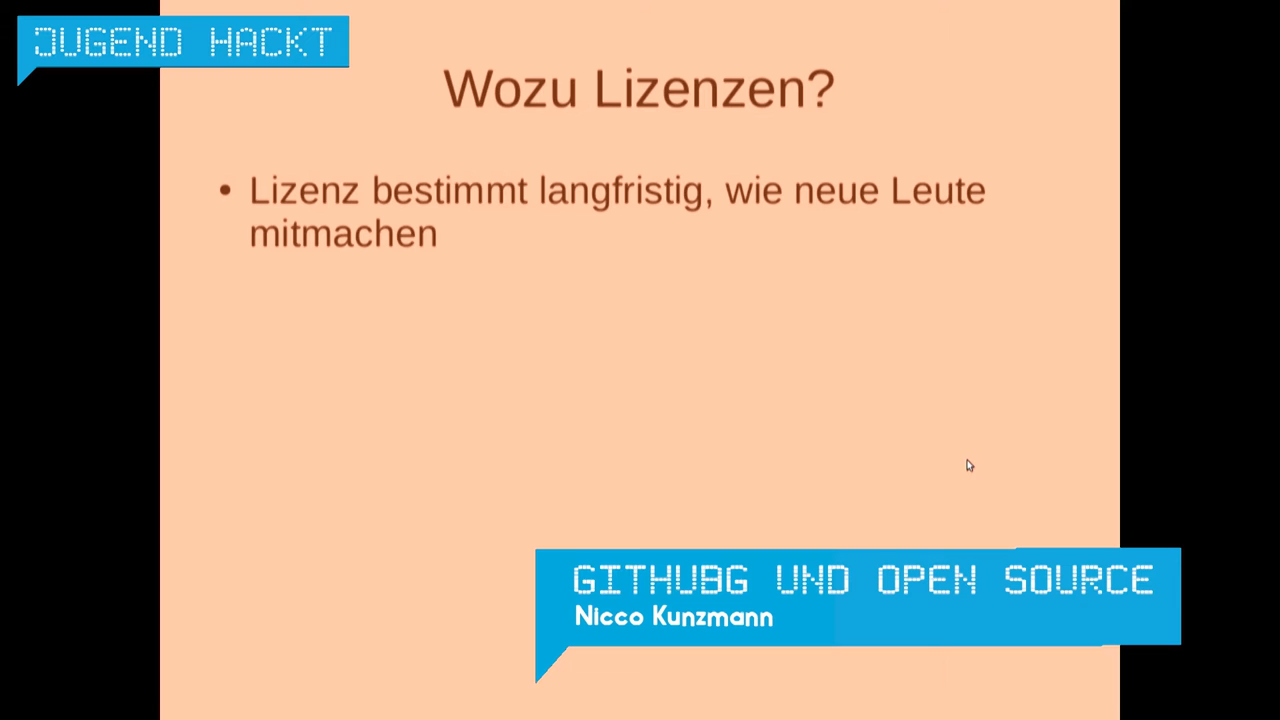 JUGEND HACKT
Wozu Lizenzen?
• Lizenz bestimmt langfristig, wie neue Leute
mitmachen
GITHUBG UND OPEN SOURCE
Nicco Kunzmann